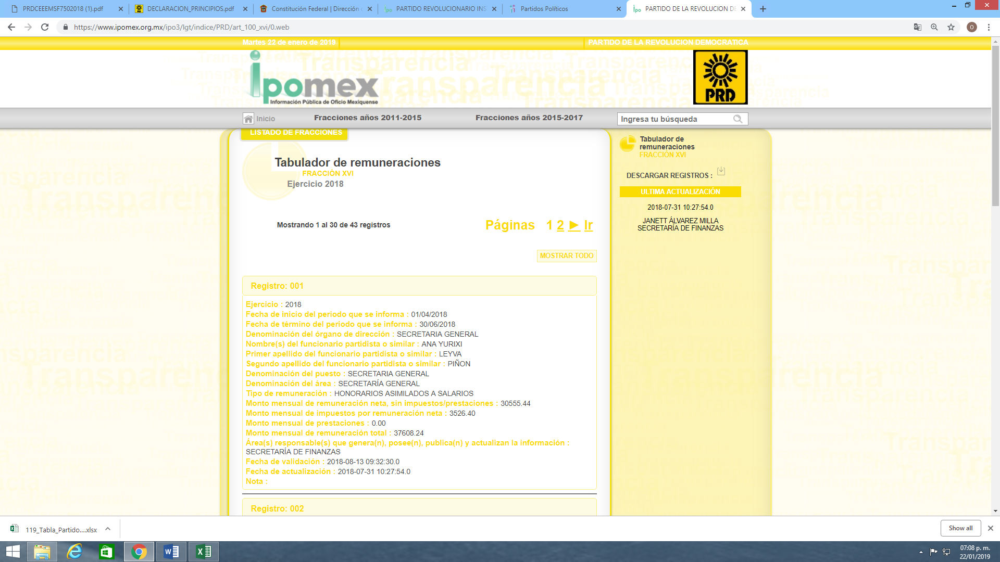 PRDCEEEMSF7502018 (1).pdf
DECLARACION_PRINCIPIOS.pdf
Constitución Federal | Dirección
PARTIDO REVOLUCIONARIO INS
Partidos Políticos
PARTIDO DE LA REVOLUCION DE
https://www.ipomex.org.mx/ipo3/lgt/indice/PRD/art_100_xvi/0.web
O
Martes 22 de enero de 2019
PARTIDO DE LA REVOLUCION DEMOCRATICA
Transparencia
ipomex
Información Pública de Oficio Mexiquense
PRD
Inicio
Fracciones años 2011-2015
Fracciones años 2015-2017
Ingresa tu búsqueda
LISTADO DE FRACCIONES
Tabulador de remuneraciones
FRACCIÓN XVI
Ejercicio 2018
Mostrando 1 al 30 de 43 registros
Páginas 1 2 ► Ir
MOSTRAR TODO
Registro: 001
Ejercicio : 2018
Fecha de inicio del periodo que se informa : 01/04/2018
Fecha de término del periodo que se informa : 30/06/2018
Denominación del órgano de dirección : SECRETARIA GENERAL
Nombre(s) del funcionario partidista o similar : ANA YURIXI
Primer apellido del funcionario partidista o similar : LEYVA
Segundo apellido del funcionario partidista o similar : PIÑON
Denominación del puesto : SECRETARIA GENERAL
Denominación del área : SECRETARÍA GENERAL
Tipo de remuneración : HONORARIOS ASIMILADOS A SALARIOS
Monto mensual de remuneración neta, sin impuestos/prestaciones : 30555.44
Monto mensual de impuestos por remuneración neta : 3526.40
Monto mensual de prestaciones : 0.00
Monto mensual de remuneración total : 37608.24
Área(s) responsable(s) que genera(n), posee(n), publica(n) y actualizan la información :
SECRETARÍA DE FINANZAS
Fecha de validación : 2018-08-13 09:32:30.0
Fecha de actualización : 2018-07-31 10:27:54.0
Nota :
Registro: 002
Tabulador de
remuneraciones
FRACCIÓN XVI
DESCARGAR REGISTROS :
ULTIMA ACTUALIZACIÓN
2018-07-31 10:27:54.0
JANETT ÁLVAREZ MILLA
SECRETARÍA DE FINANZAS
119_Tabla_Partido....xlsx
Show all
07:08 p. m.
22/01/2019